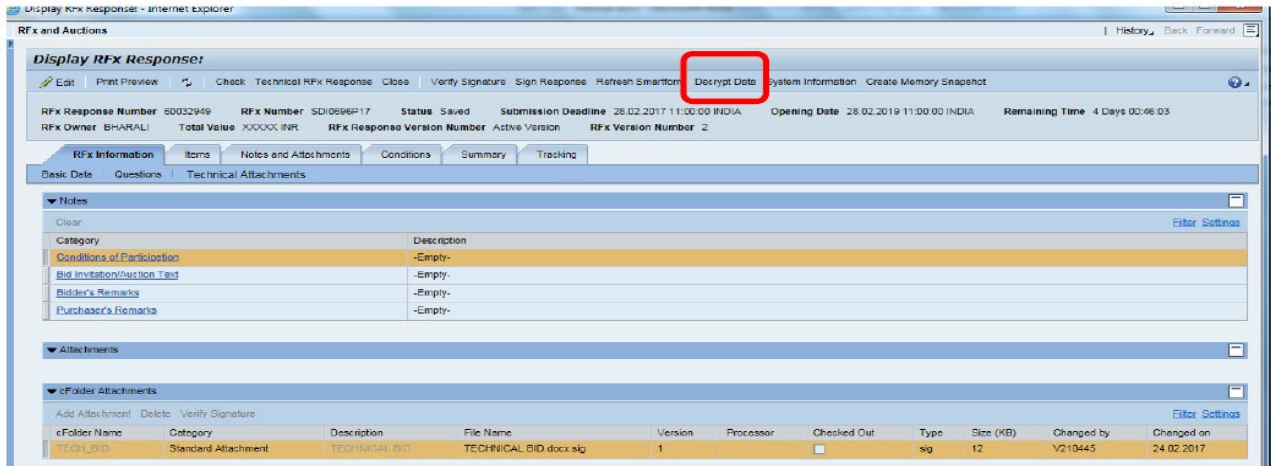 Display RFx Response: - Internet Explorer
RFx and Auctions | History Back Forward
Display RFx Response:
Edit | Print Preview | Check Technical RFx Response Close | Verify Signature Sign Response Refresh Smartform Decrypt Data System Information Create Memory Snapshot
RFx Response Number 60032949 RFx Number SDI0696P17 Status Saved Submission Deadline 28.02.2017 11:00:00 INDIA Opening Date 28.02.2019 11:00:00 INDIA Remaining Time 4 Days 00:46:03
RFx Owner BHARALI Total Value XXXXX INR RFx Response Version Number Active Version RFx Version Number 2
RFx Information Items Notes and Attachments Conditions Summary Tracking
Basic Data | Questions | Technical Attachments
Notes
Clear Filter Settings
Category Description
Conditions of Participation -Empty-
Bid Invitation/Auction Text -Empty-
Bidder's Remarks -Empty-
Purchaser's Remarks -Empty-
Attachments
cFolder Attachments
Add Attachment Delete Verify Signature Filter Settings
cFolder Name Category Description File Name Version Processor Checked Out Type Size (KB) Changed by Changed on
TECH_BID Standard Attachment TECHNICAL BID TECHNICAL BID.docx.sig 1 sig 12 V210445 24.02.2017